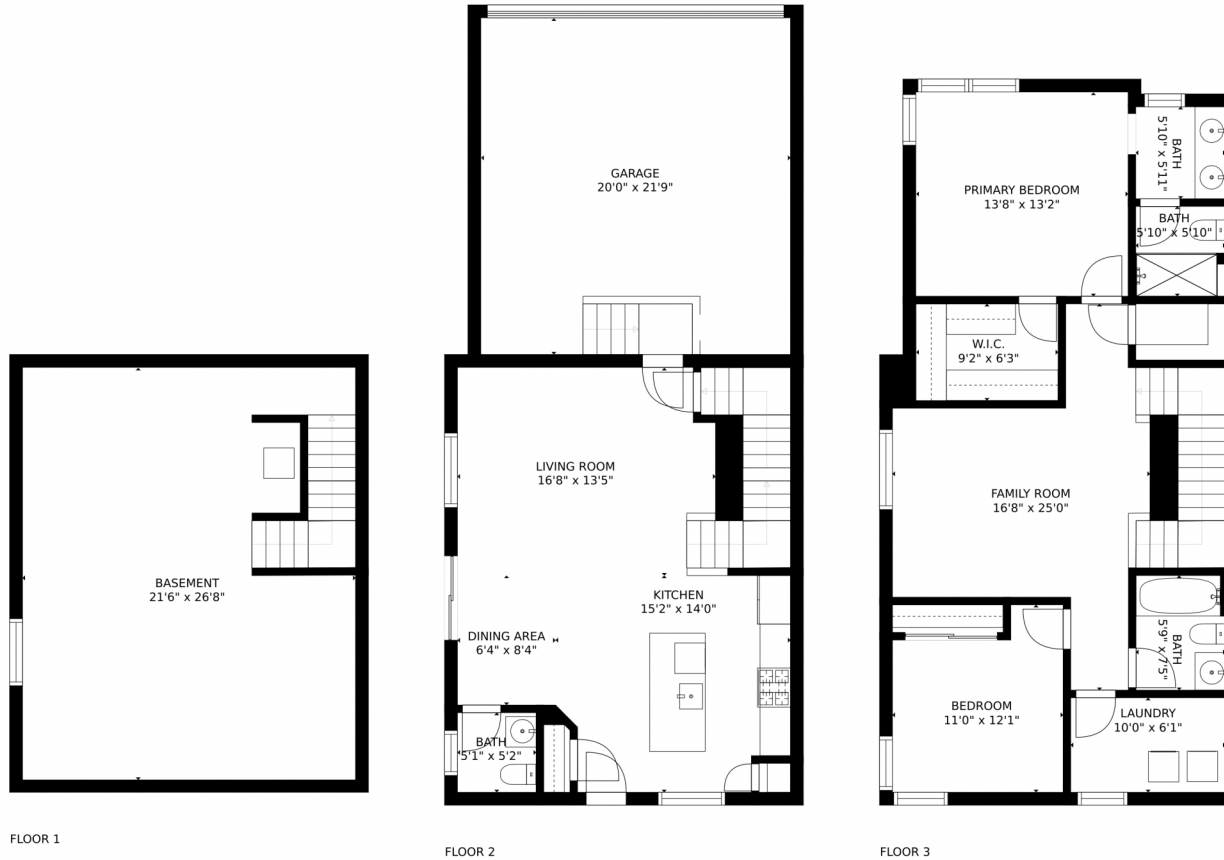 GARAGE
20'0" x 21'9"
PRIMARY BEDROOM
13'8" x 13'2"
BATH
5'10" x 5'11"
BATH
5'10" x 5'10"
W.I.C.
9'2" x 6'3"
LIVING ROOM
16'8" x 13'5"
FAMILY ROOM
16'8" x 25'0"
BASEMENT
21'6" x 26'8"
KITCHEN
15'2" x 14'0"
DINING AREA
6'4" x 8'4"
BATH
5'9" x 7'5"
BEDROOM
11'0" x 12'1"
LAUNDRY
10'0" x 6'1"
BATH
5'1" x 5'2"
FLOOR 1
FLOOR 2
FLOOR 3